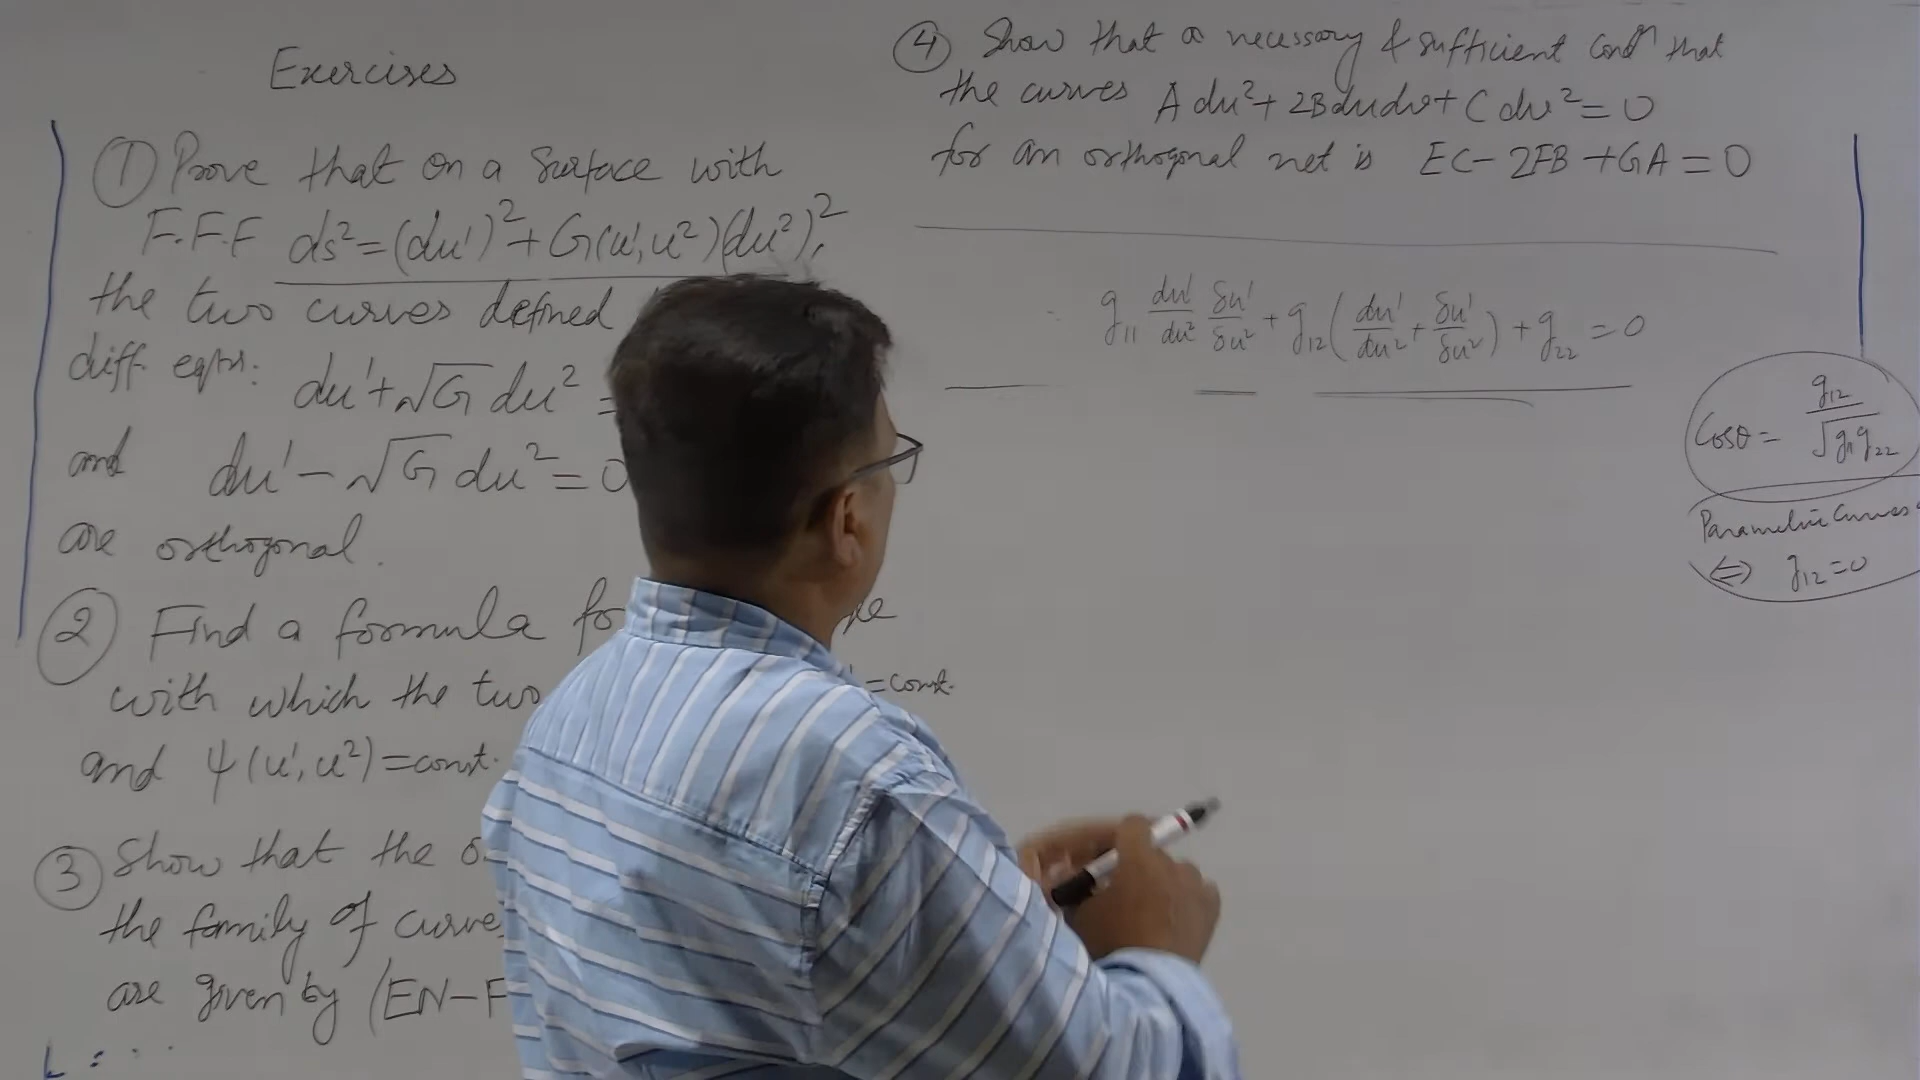 Exercises
① Prove that on a surface with
F.F.F ds² = (du¹)² + G(u¹, u²)(du²)²,
the two curves defined
diff. eqtns:
du¹ + √G du² =
and du¹ − √G du² = 0
are orthogonal.
② Find a formula
with which the two = const.
and ψ(u¹, u²) = const.
③ Show that the
the family of curve
are given by (EN − F
④ Show that a necessary & sufficient condⁿ that
the curves A du² + 2B du dv + C dv² = 0
for an orthogonal net is EC − 2FB + GA = 0
g₁₁ du¹/du² δu¹/δu² + g₁₂ (du¹/du² + δu¹/δu²) + g₂₂ = 0
Cosθ = g₁₂/√g₁₁g₂₂
Parametric curves
⇔ g₁₂ = 0